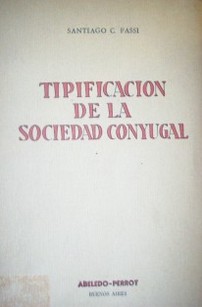 SANTIAGO C. FASSI
TIPIFICACION
DE LA
SOCIEDAD CONYUGAL
ABELEDO-PERROT
BUENOS AIRES